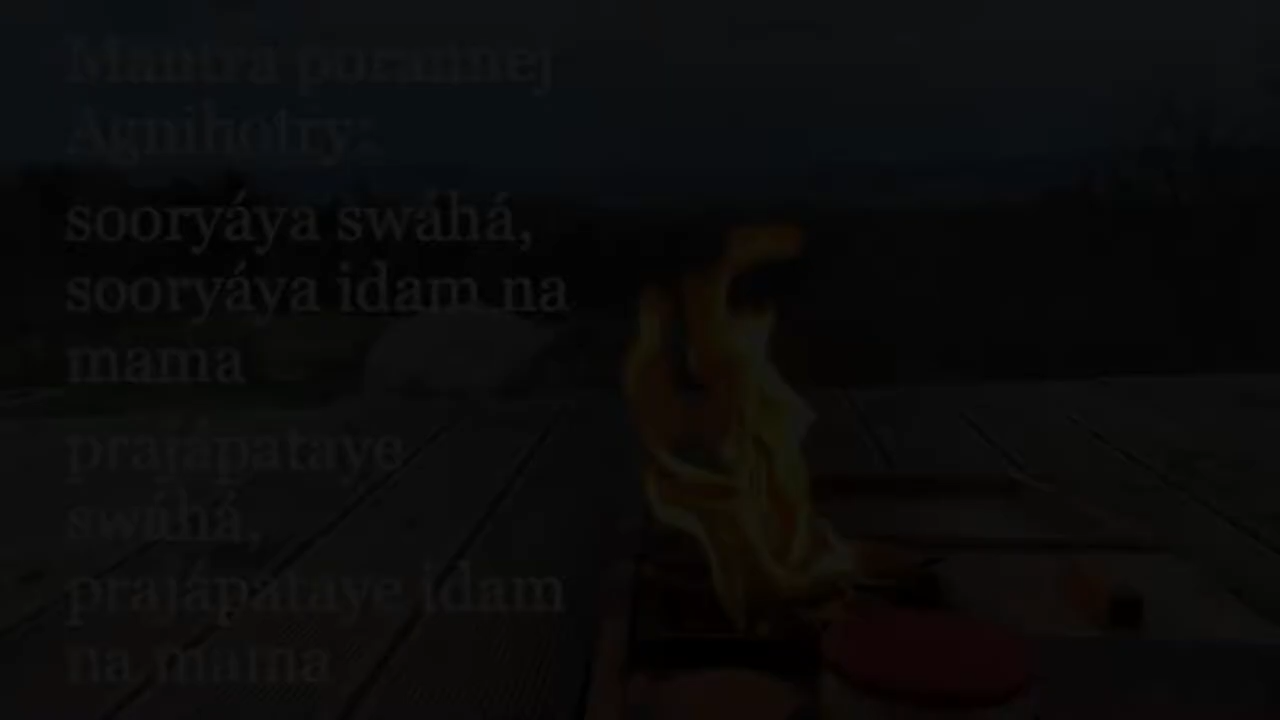 Mantra porannej
Agnihotry:
sooryáya swáhá,
sooryáya idam na
mama
prajápataye
swáhá,
prajápataye idam
na mama